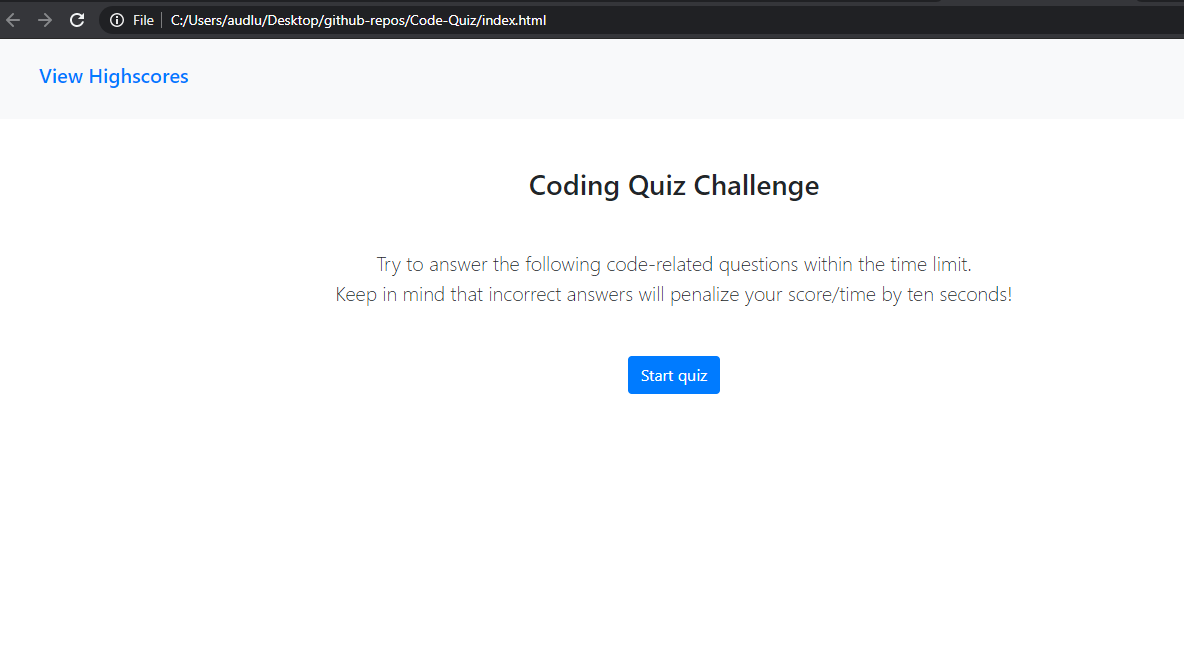 File C:/Users/audlu/Desktop/github-repos/Code-Quiz/index.html
View Highscores
Coding Quiz Challenge
Try to answer the following code-related questions within the time limit.
Keep in mind that incorrect answers will penalize your score/time by ten seconds!
Start quiz